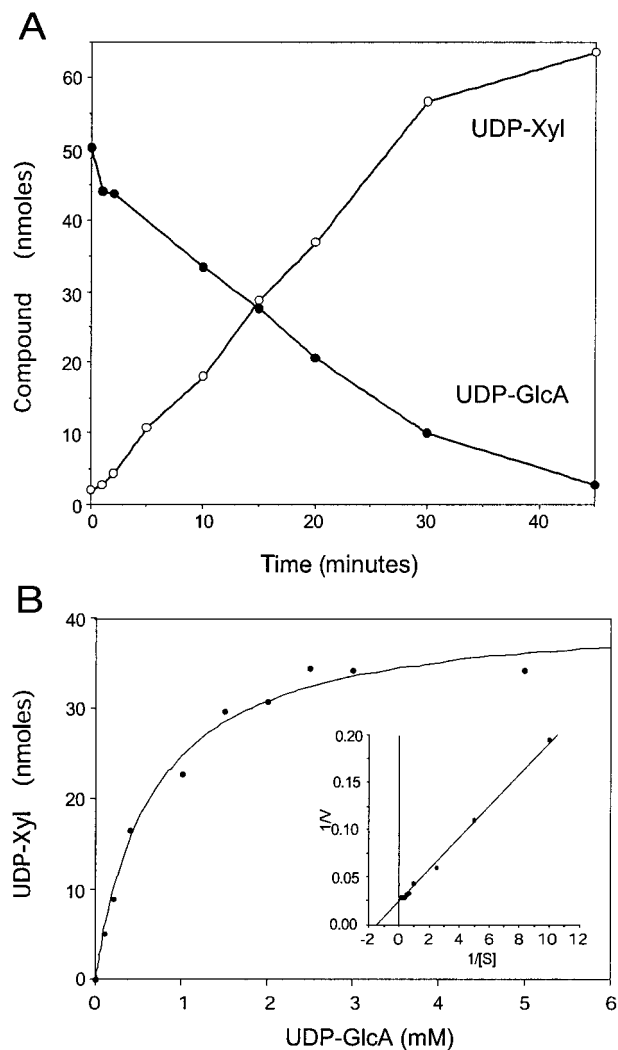 A
60
50
40
30
20
10
0
Compound (nmoles)
UDP-Xyl
UDP-GlcA
0 10 20 30 40
Time (minutes)
B
40
30
20
10
0
UDP-Xyl (nmoles)
0.20
0.15
0.10
0.05
0.00
1/V
-2 0 2 4 6 8 10 12
1/[S]
0 1 2 3 4 5 6
UDP-GlcA (mM)